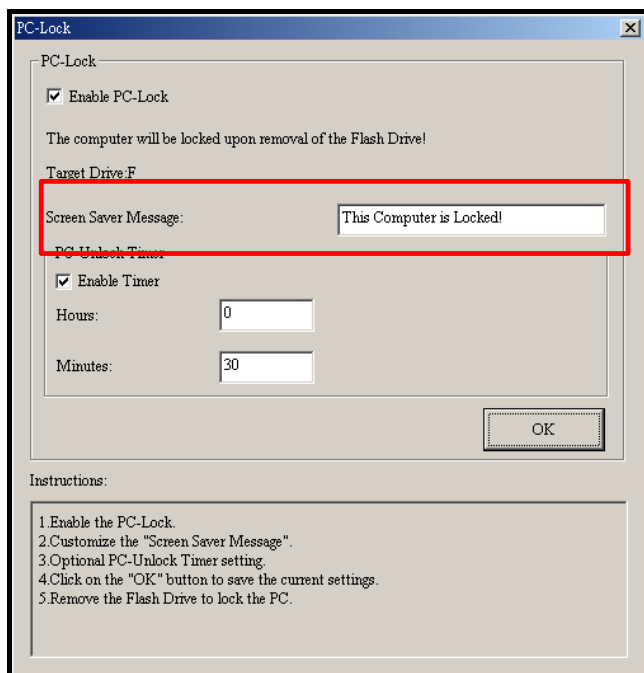 PC-Lock
PC-Lock
Enable PC-Lock
The computer will be locked upon removal of the Flash Drive!
Target Drive:F
Screen Saver Message: This Computer is Locked!
PC-Unlock Timer
Enable Timer
Hours: 0
Minutes: 30
OK
Instructions:
1.Enable the PC-Lock.
2.Customize the "Screen Saver Message".
3.Optional PC-Unlock Timer setting.
4.Click on the "OK" button to save the current settings.
5.Remove the Flash Drive to lock the PC.